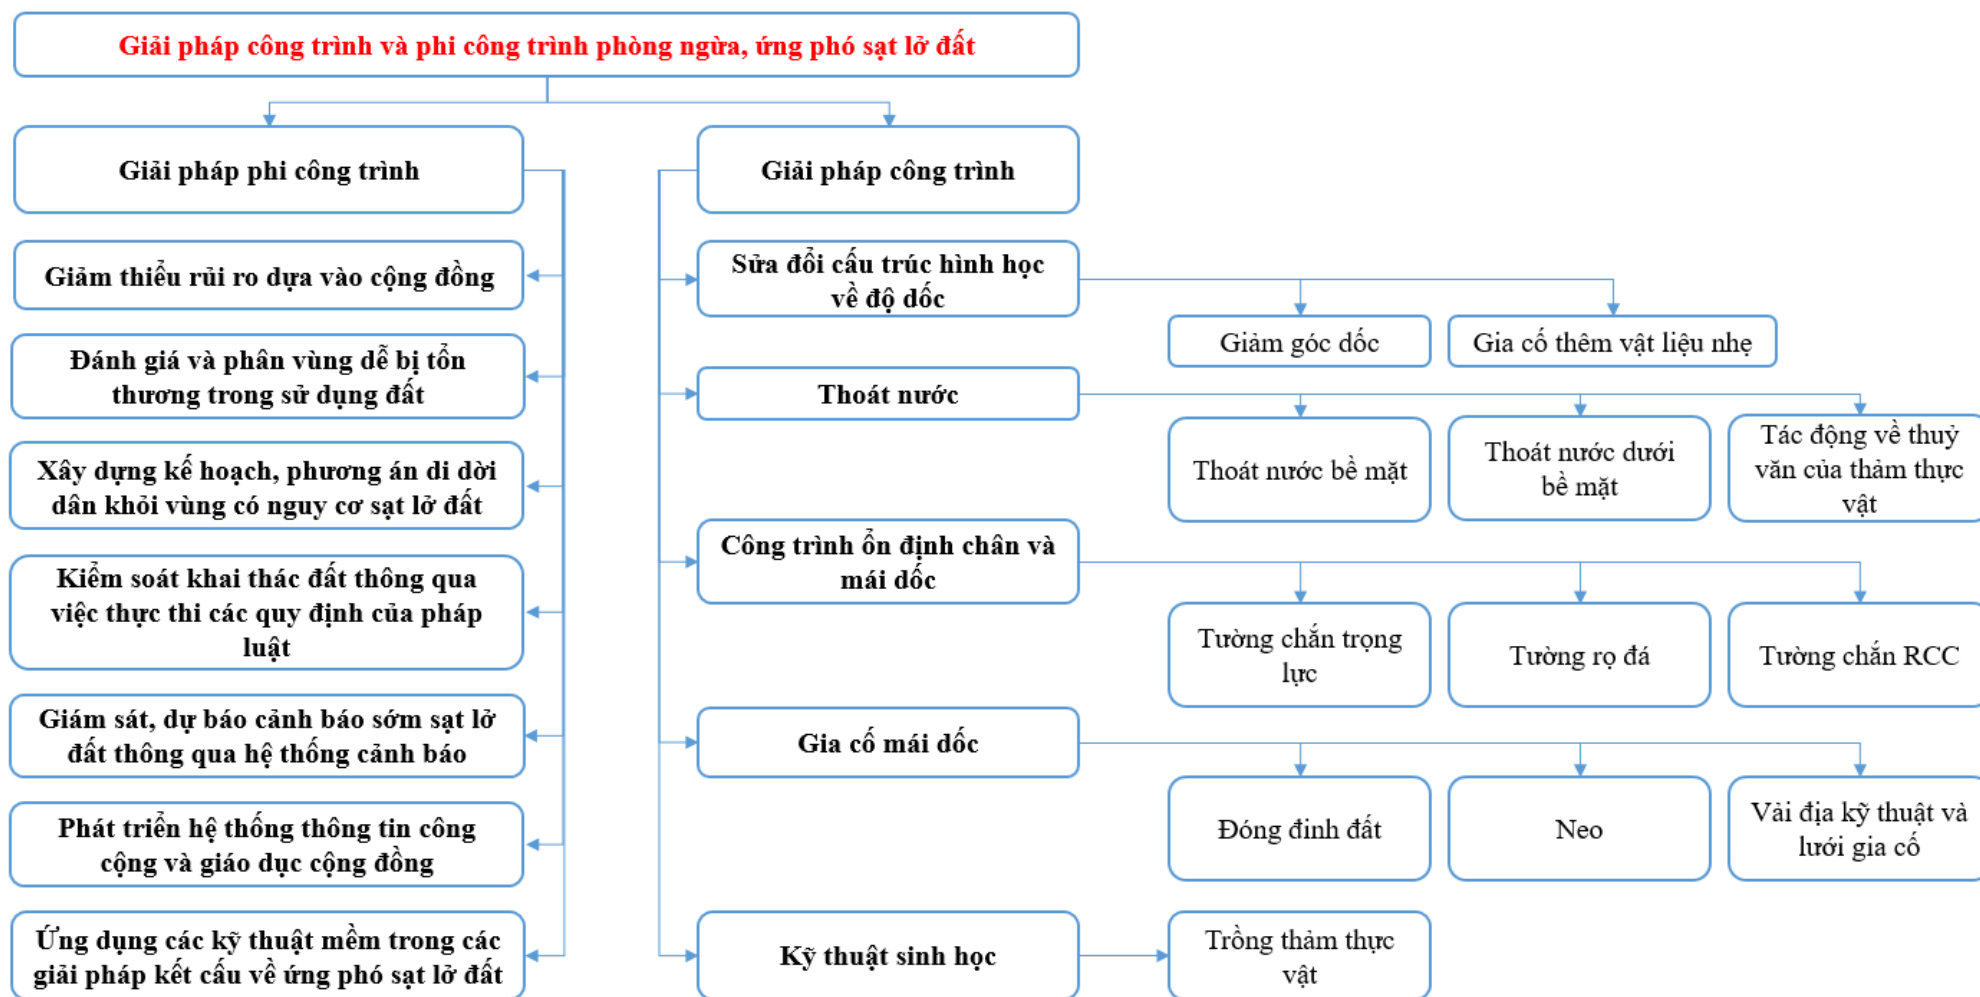 Giải pháp công trình và phi công trình phòng ngừa, ứng phó sạt lở đất
Giải pháp phi công trình
Giảm thiểu rủi ro dựa vào cộng đồng
Đánh giá và phân vùng dễ bị tổn
thương trong sử dụng đất
Xây dựng kế hoạch, phương án di dời
dân khỏi vùng có nguy cơ sạt lở đất
Kiểm soát khai thác đất thông qua
việc thực thi các quy định của pháp
luật
Giám sát, dự báo cảnh báo sớm sạt lở
đất thông qua hệ thống cảnh báo
Phát triển hệ thống thông tin công
cộng và giáo dục cộng đồng
Ứng dụng các kỹ thuật mềm trong các
giải pháp kết cấu về ứng phó sạt lở đất
Giải pháp công trình
Sửa đổi cấu trúc hình học
về độ dốc
Giảm góc dốc
Gia cố thêm vật liệu nhẹ
Thoát nước
Thoát nước bề mặt
Thoát nước dưới
bề mặt
Tác động về thuỷ
văn của thảm thực
vật
Công trình ổn định chân và
mái dốc
Tường chắn trọng
lực
Tường rọ đá
Tường chắn RCC
Gia cố mái dốc
Đóng đinh đất
Neo
Vải địa kỹ thuật và
lưới gia cố
Kỹ thuật sinh học
Trồng thảm thực
vật